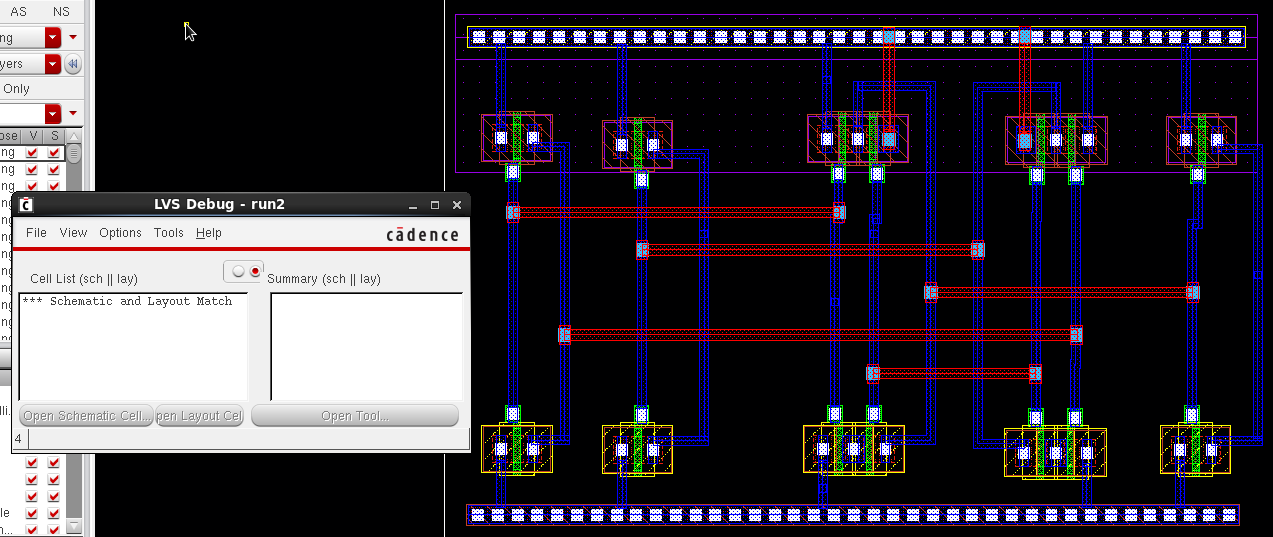 AS NS
ng
yers
Only
ose V S
ng
ng
ng
LVS Debug - run2
File View Options Tools Help
cādence
Cell List (sch || lay) Summary (sch || lay)
*** Schematic and Layout Match
Open Schematic Cell... pen Layout Cel Open Tool...
4
le
n...